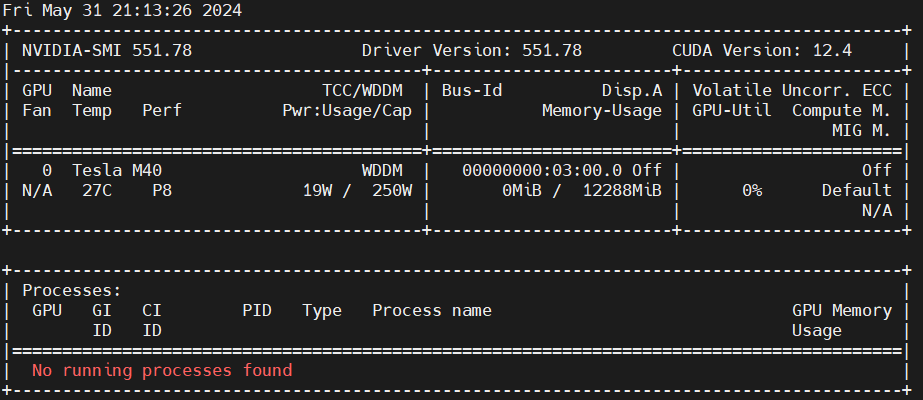 Fri May 31 21:13:26 2024
+-----------------------------------------------------------------------------------------+
| NVIDIA-SMI 551.78                 Driver Version: 551.78         CUDA Version: 12.4     |
|-----------------------------------------+------------------------+----------------------+
| GPU  Name                     TCC/WDDM  | Bus-Id          Disp.A | Volatile Uncorr. ECC |
| Fan  Temp   Perf          Pwr:Usage/Cap |           Memory-Usage | GPU-Util  Compute M. |
|                                         |                        |               MIG M. |
|=========================================+========================+======================|
|   0  Tesla M40                    WDDM  |   00000000:03:00.0 Off |                  Off |
| N/A   27C    P8             19W /  250W |       0MiB /  12288MiB |      0%      Default |
|                                         |                        |                  N/A |
+-----------------------------------------+------------------------+----------------------+
+-----------------------------------------------------------------------------------------+
| Processes:                                                                              |
|  GPU   GI   CI        PID   Type   Process name                              GPU Memory |
|        ID   ID                                                               Usage      |
|=========================================================================================|
|  No running processes found                                                             |
+-----------------------------------------------------------------------------------------+